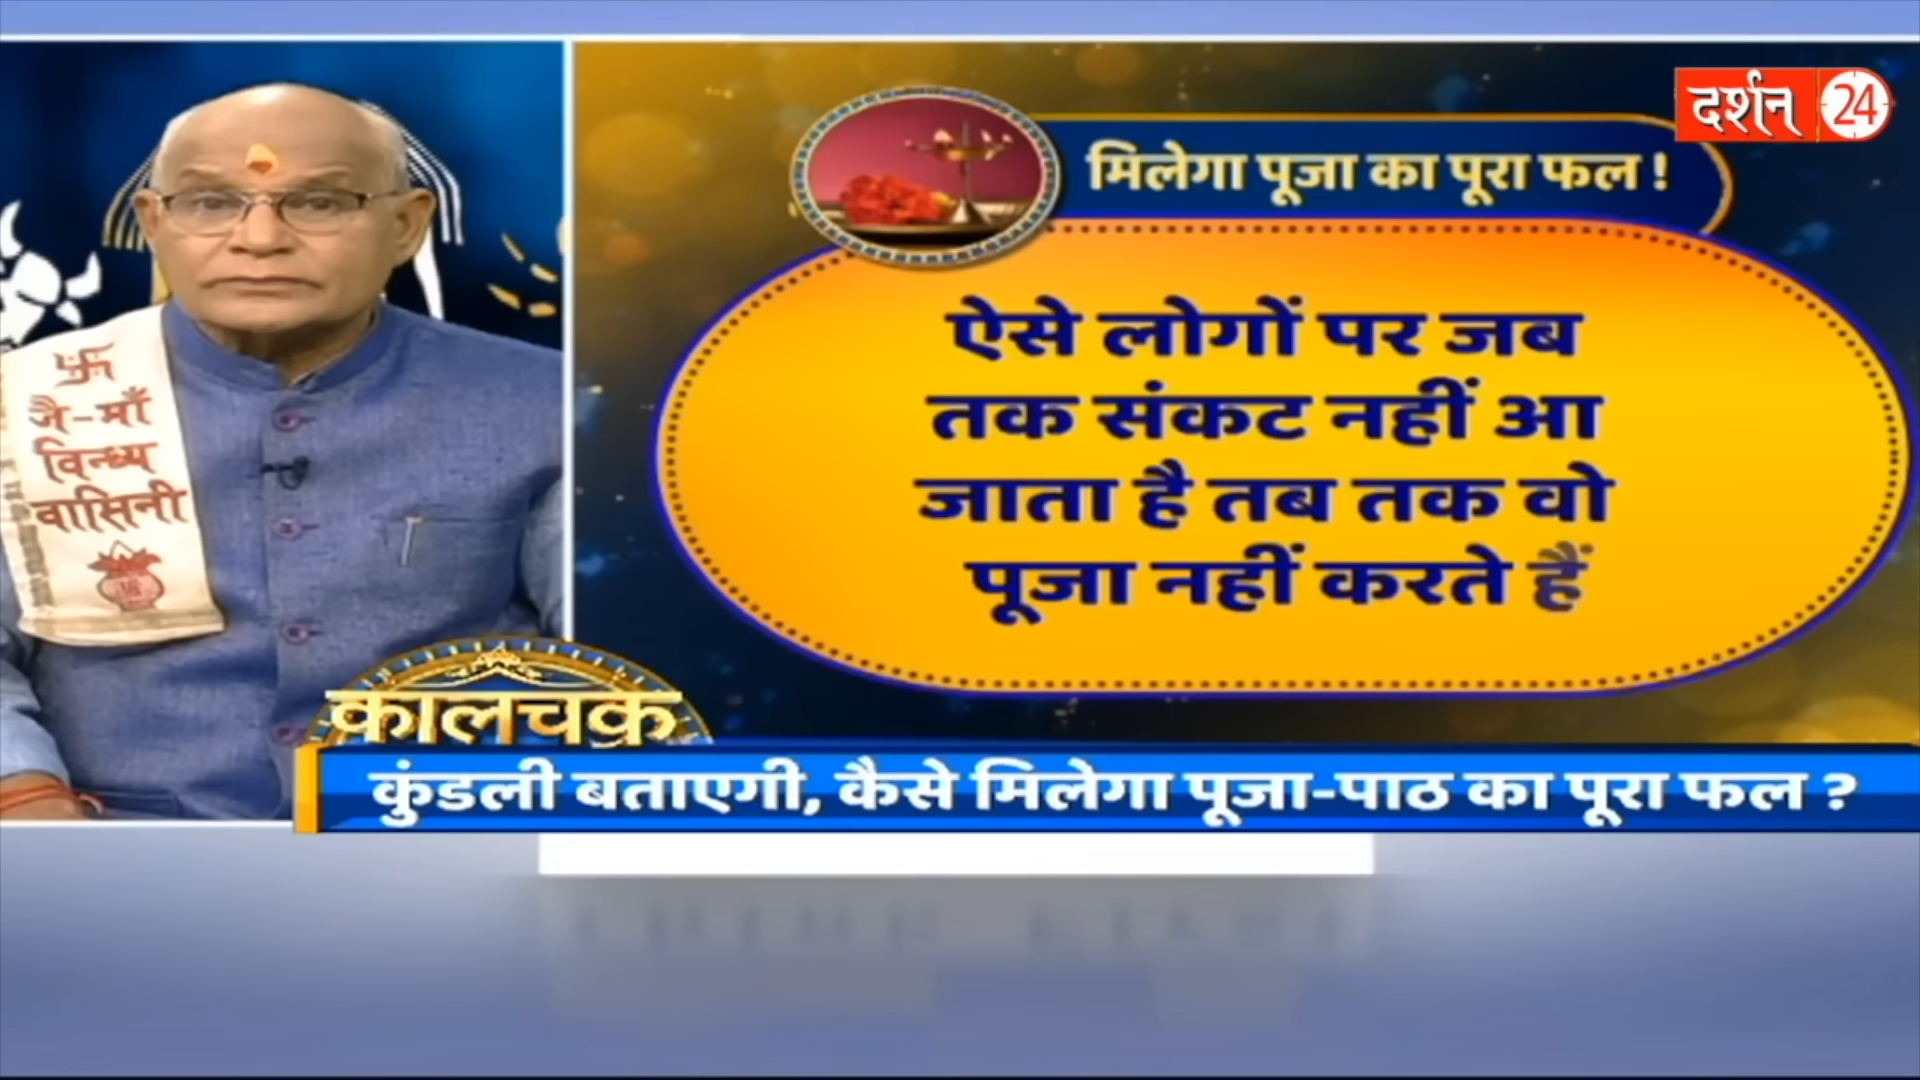 दर्शन 24
मिलेगा पूजा का पूरा फल !
ऐसे लोगों पर जब
तक संकट नहीं आ
जाता है तब तक वो
पूजा नहीं करते हैं
जै-माँ
विन्ध्य
वासिनी
कालचक्र
कुंडली बताएगी, कैसे मिलेगा पूजा-पाठ का पूरा फल ?